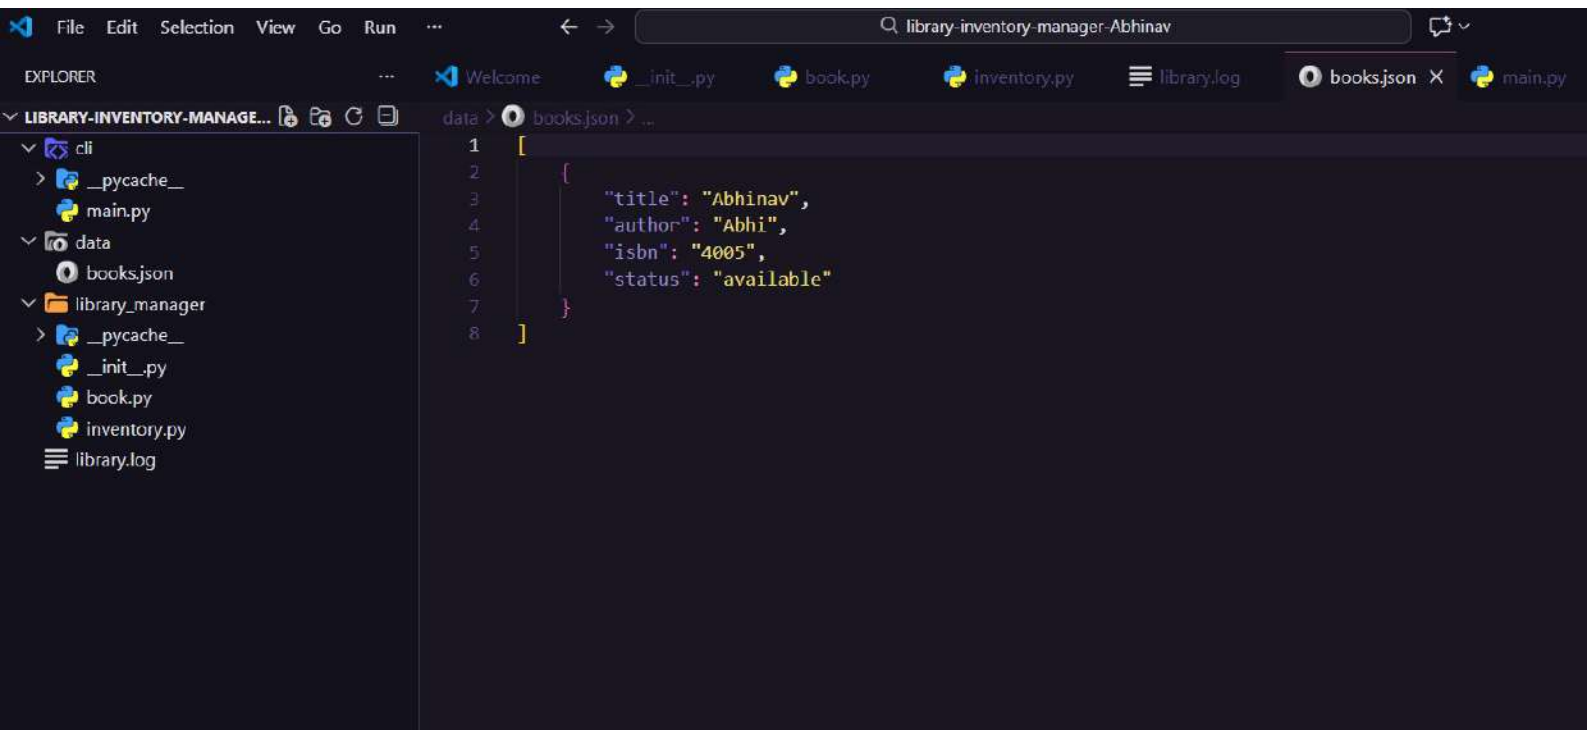 File Edit Selection View Go Run ··· library-inventory-manager-Abhinav
EXPLORER ···
LIBRARY-INVENTORY-MANAGE...
cli
__pycache__
main.py
data
books.json
library_manager
__pycache__
__init__.py
book.py
inventory.py
library.log
Welcome __init__.py book.py inventory.py library.log books.json main.py
data > books.json > ...
1 [
2 {
3 "title": "Abhinav",
4 "author": "Abhi",
5 "isbn": "4005",
6 "status": "available"
7 }
8 ]